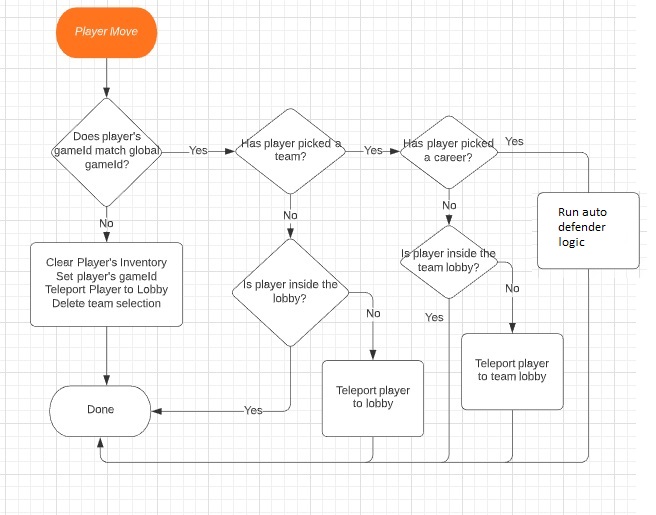 Player Move
Does player's
gameId match global
gameId?
Yes
Has player picked a
team?
Yes
Has player picked
a career?
Yes
No
No
No
Run auto
defender
logic
Clear Player's Inventory
Set player's gameId
Teleport Player to Lobby
Delete team selection
Is player inside the
lobby?
Is player inside the
team lobby?
No
No
Yes
Teleport player
to team lobby
Teleport player
to lobby
Done
Yes